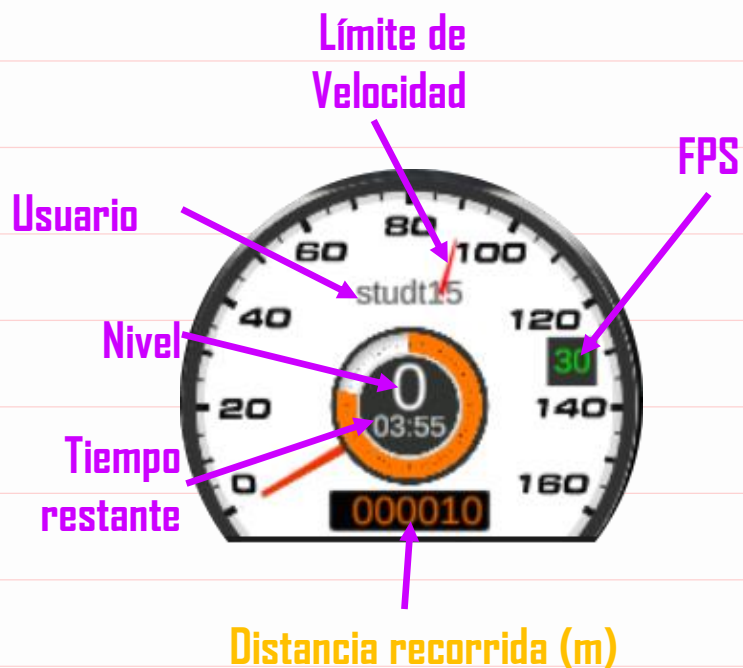 Límite de
Velocidad
FPS
Usuario
Nivel
Tiempo
restante
0
20
40
60
80
100
120
140
160
studt15
30
0
03:55
000010
Distancia recorrida (m)